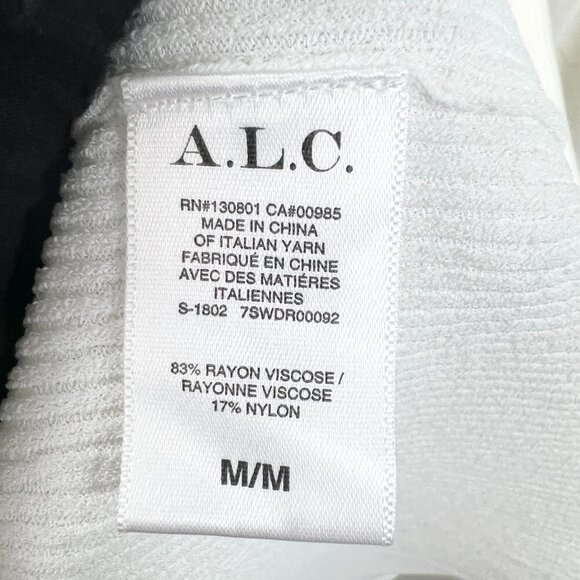 A.L.C.
RN#130801 CA#00985
MADE IN CHINA
OF ITALIAN YARN
FABRIQUÉ EN CHINE
AVEC DES MATIÉRES
ITALIENNES
S-1802 7SWDR00092
83% RAYON VISCOSE /
RAYONNE VISCOSE
17% NYLON
M/M